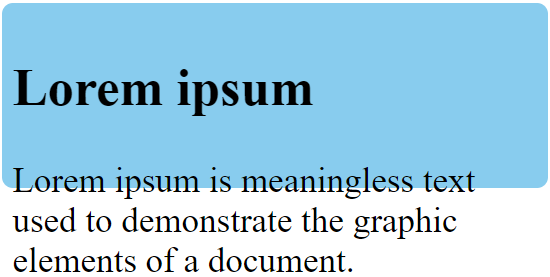 Lorem ipsum
Lorem ipsum is meaningless text
used to demonstrate the graphic
elements of a document.